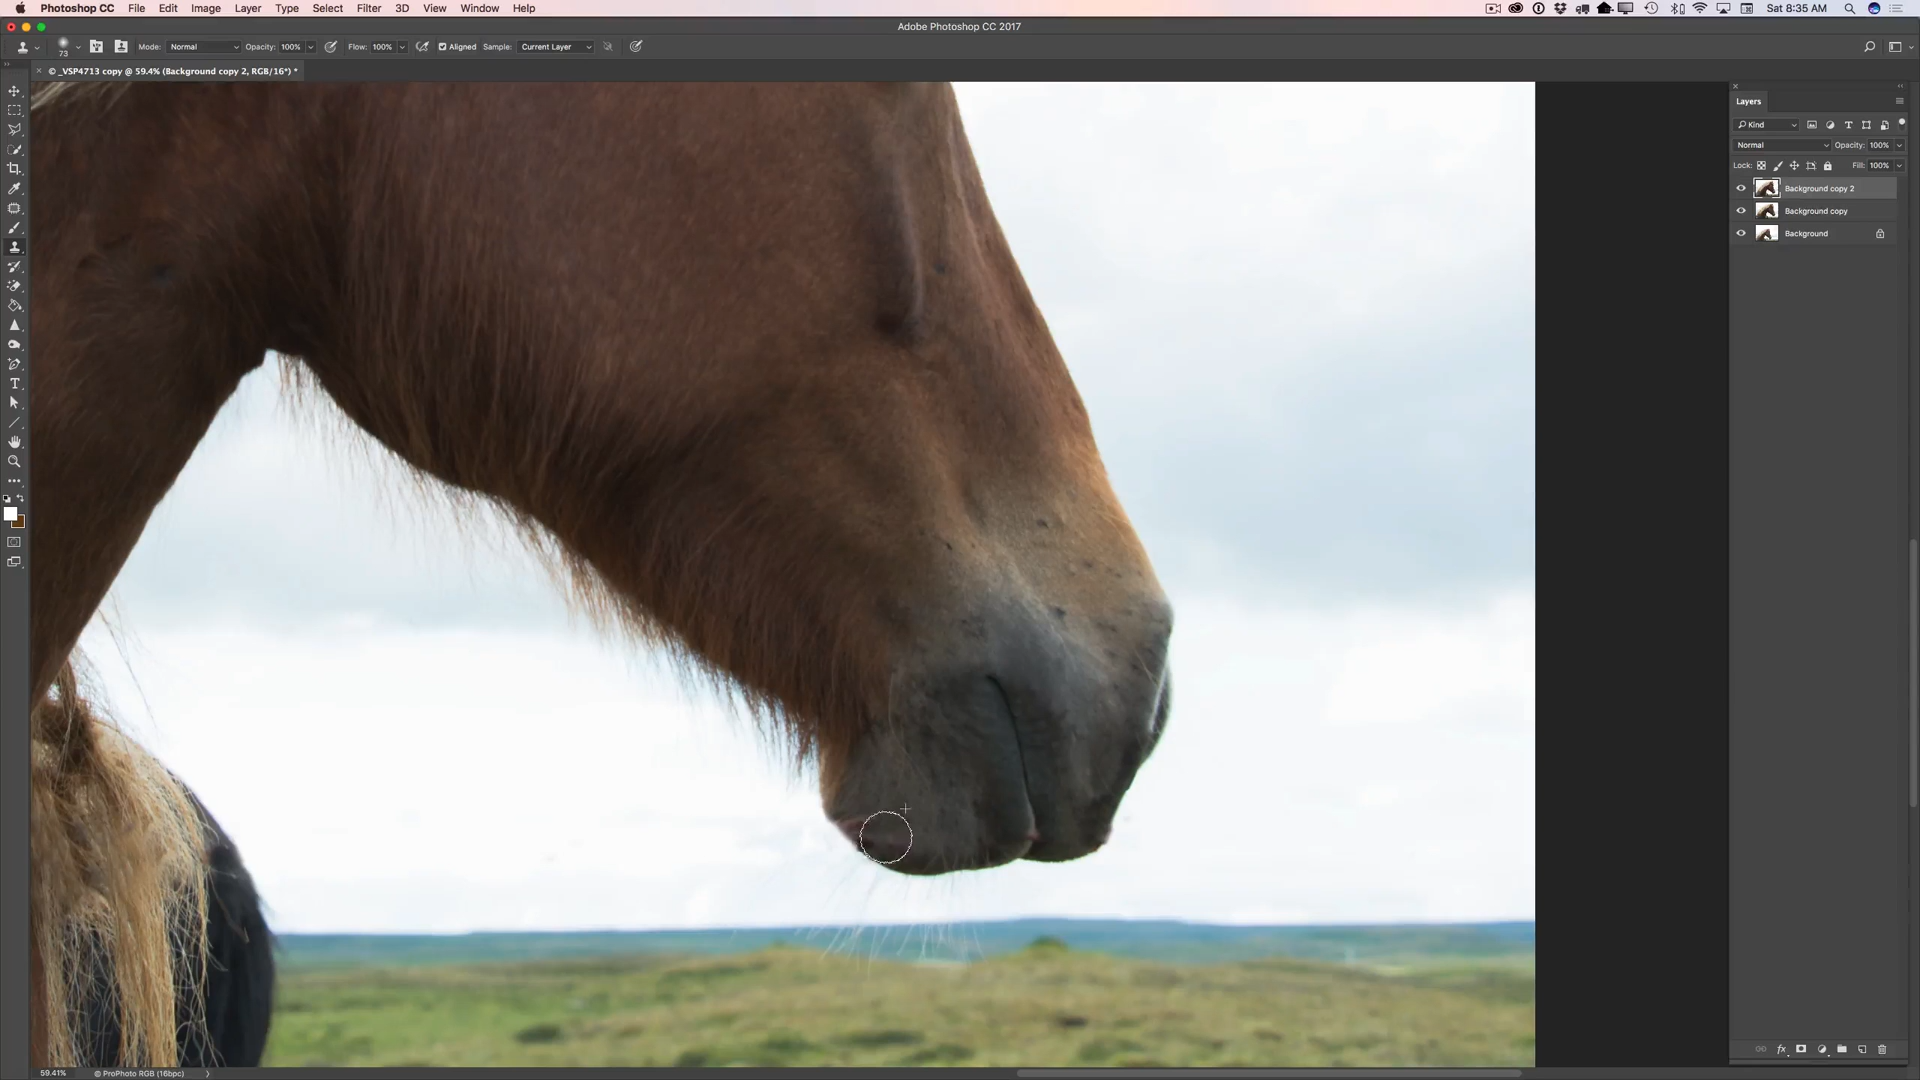 Photoshop CC File Edit Image Layer Type Select Filter 3D View Window Help Sat 8:35 AM
Adobe Photoshop CC 2017
73 Mode: Normal Opacity: 100% Flow: 100% Aligned Sample: Current Layer
© _VSP4713 copy @ 59.4% (Background copy 2, RGB/16*) *
Layers
Kind
Normal Opacity: 100%
Lock: Fill: 100%
Background copy 2
Background copy
Background
fx
59.41% © ProPhoto RGB (16bpc)